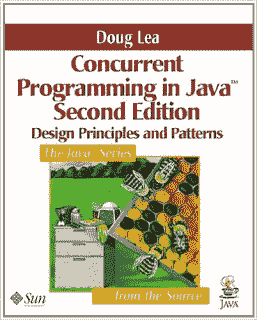 Doug Lea
Concurrent
Programming in Java™
Second Edition
Design Principles and Patterns
The Java™ Series
from the Source
Sun
JAVA